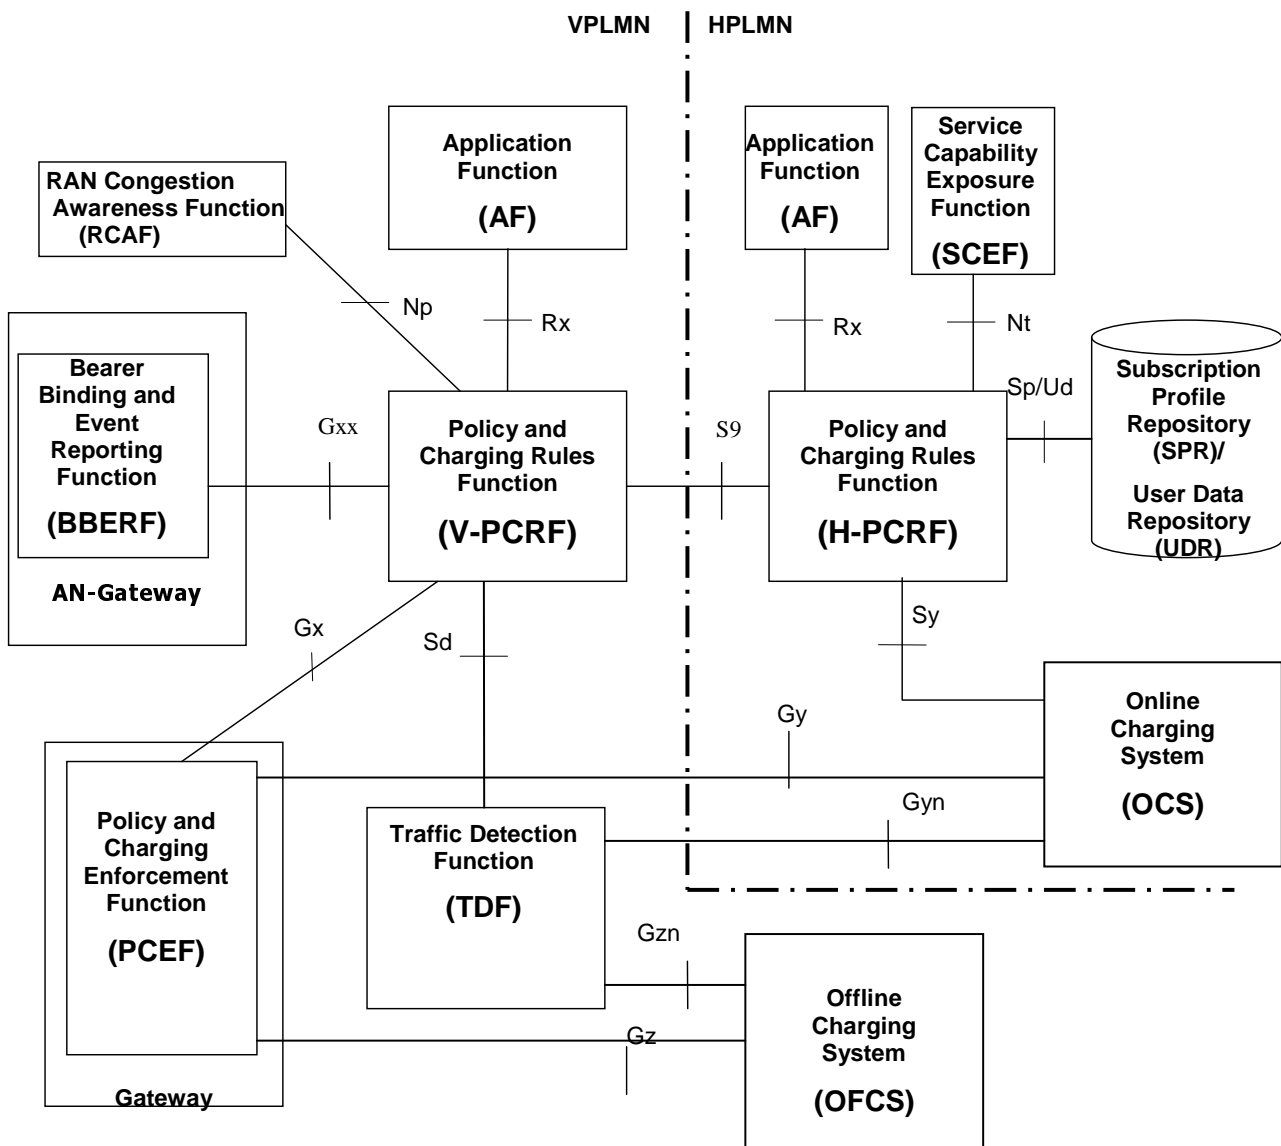 VPLMN
HPLMN
RAN Congestion
Awareness Function
(RCAF)
Application
Function
(AF)
Application
Function
(AF)
Service
Capability
Exposure
Function
(SCEF)
Np
Rx
Rx
Nt
Sp/Ud
Bearer
Binding and
Event
Reporting
Function
(BBERF)
AN-Gateway
Gxx
Policy and
Charging Rules
Function
(V-PCRF)
S9
Policy and
Charging Rules
Function
(H-PCRF)
Subscription
Profile
Repository
(SPR)/
User Data
Repository
(UDR)
Gx
Sd
Sy
Gy
Gyn
Online
Charging
System
(OCS)
Policy and
Charging
Enforcement
Function
(PCEF)
Gateway
Traffic Detection
Function
(TDF)
Gzn
Gz
Offline
Charging
System
(OFCS)